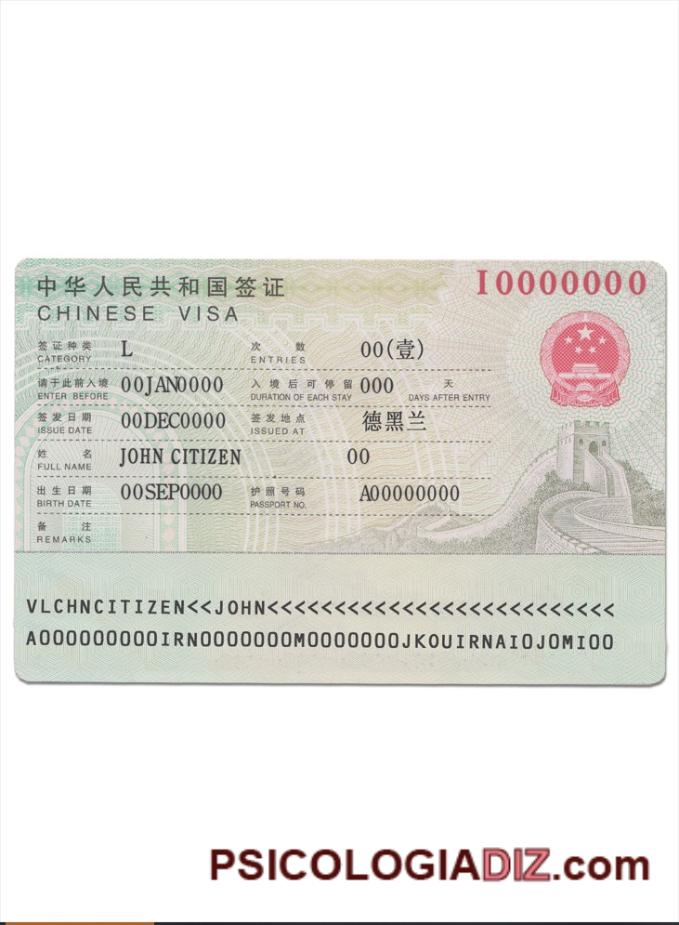 中华人民共和国签证 I0000000
CHINESE VISA
签证种类 L 次数 00(壹)
CATEGORY ENTRIES
请于此前入境 00JAN0000 入境后可停留 000 天
ENTER BEFORE DURATION OF EACH STAY DAYS AFTER ENTRY
签发日期 00DEC0000 签发地点 德黑兰
ISSUE DATE ISSUED AT
姓名 JOHN CITIZEN 00
FULL NAME
出生日期 00SEP0000 护照号码 A00000000
BIRTH DATE PASSPORT NO.
备注
REMARKS
VLCHNCITIZEN<<JOHN<<<<<<<<<<<<<<<<<<<<<<<<<<
A000000000IRN0000000M0000000JKOUIRNAIOJOMIOO
PSICOLOGIADIZ.com